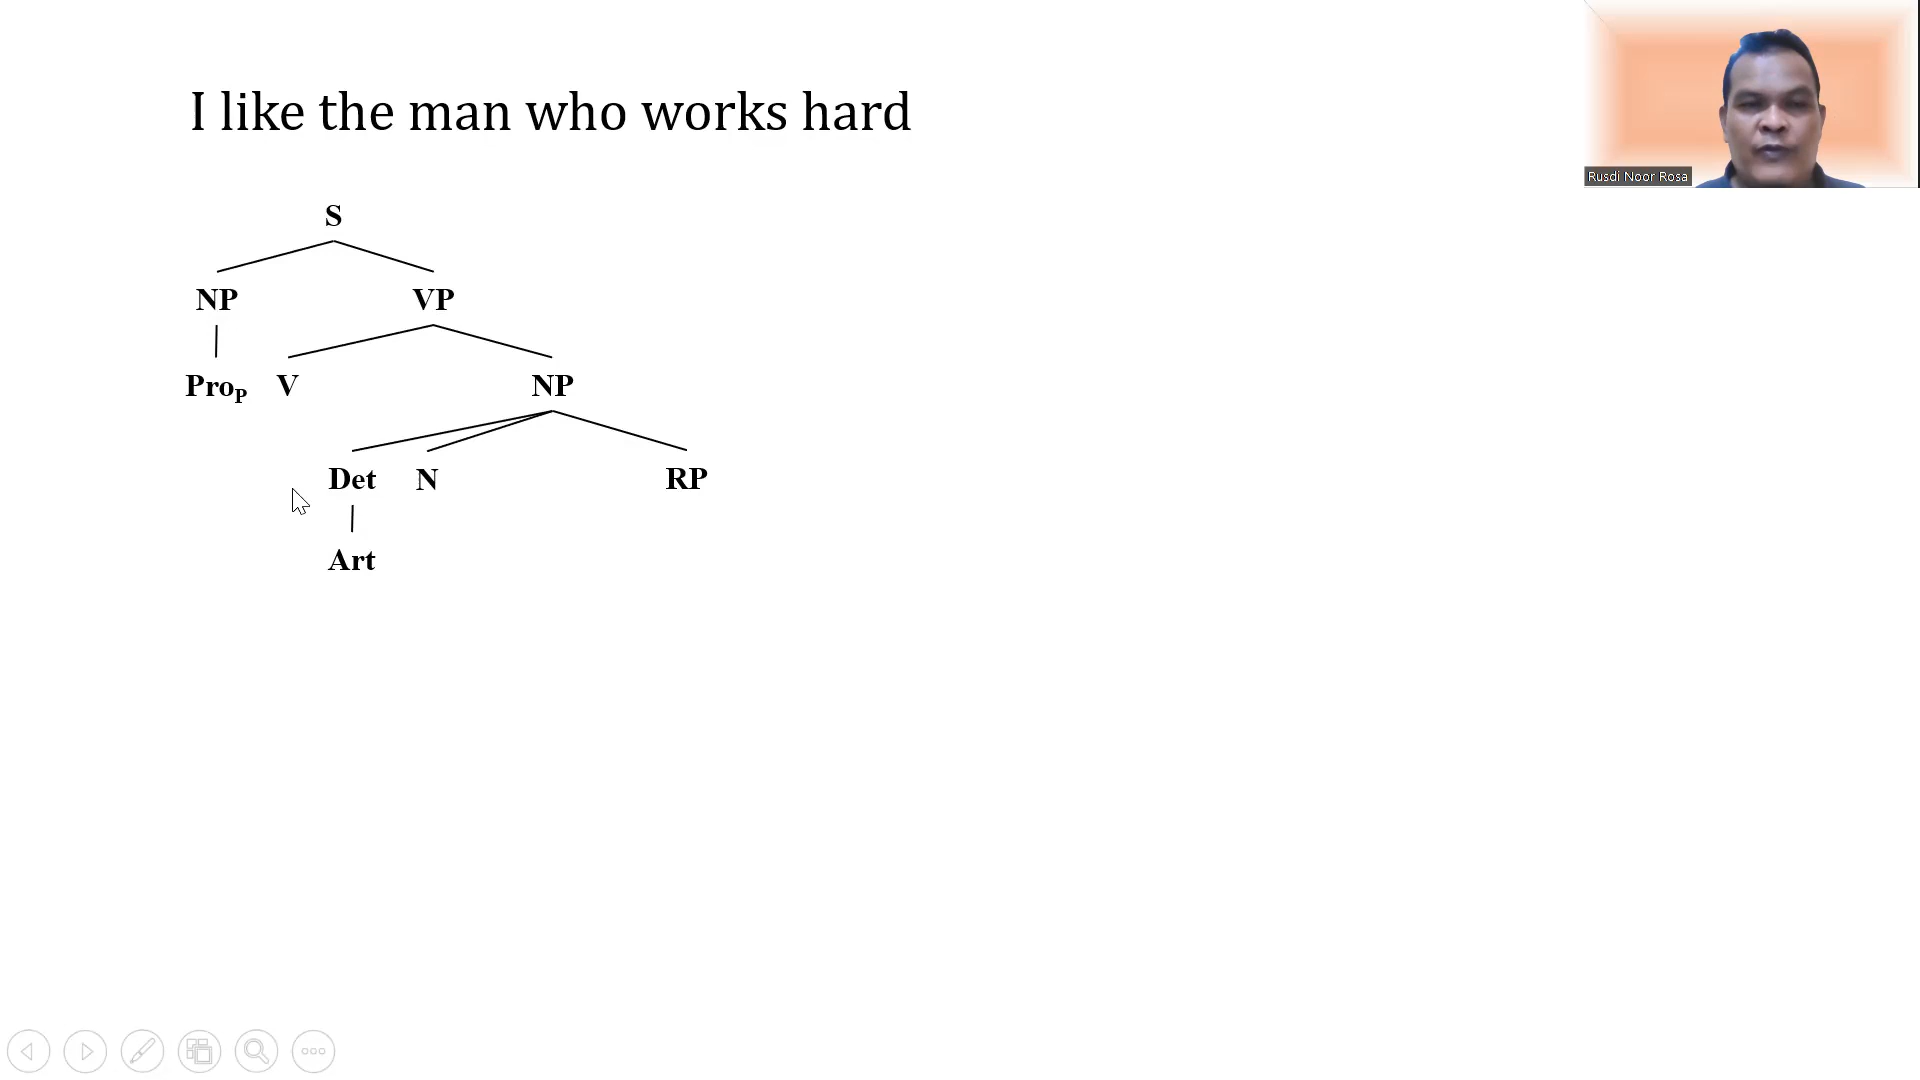 I like the man who works hard
Rusdi Noor Rosa
S
NP VP
ProP V NP
Det N RP
Art